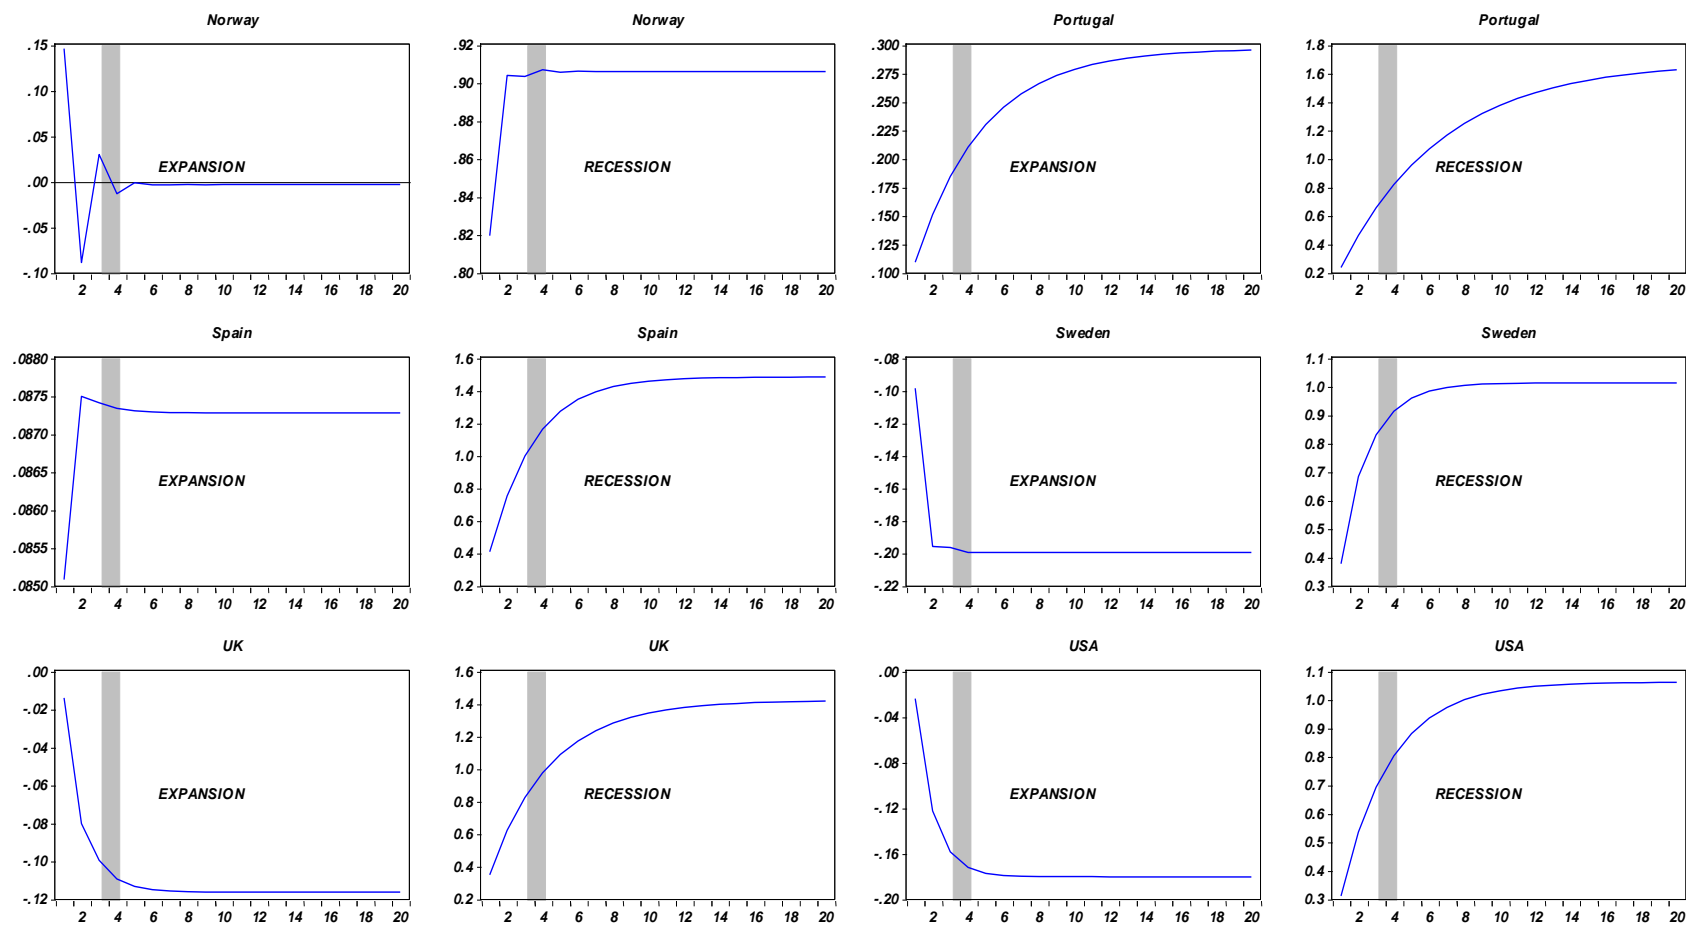 Norway
.15
.10
.05
.00
-.05
-.10
EXPANSION
2 4 6 8 10 12 14 16 18 20
Norway
.92
.90
.88
.86
.84
.82
.80
RECESSION
2 4 6 8 10 12 14 16 18 20
Portugal
.300
.275
.250
.225
.200
.175
.150
.125
.100
EXPANSION
2 4 6 8 10 12 14 16 18 20
Portugal
1.8
1.6
1.4
1.2
1.0
0.8
0.6
0.4
0.2
RECESSION
2 4 6 8 10 12 14 16 18 20
Spain
.0880
.0875
.0870
.0865
.0860
.0855
.0850
EXPANSION
2 4 6 8 10 12 14 16 18 20
Spain
1.6
1.4
1.2
1.0
0.8
0.6
0.4
0.2
RECESSION
2 4 6 8 10 12 14 16 18 20
Sweden
-.08
-.10
-.12
-.14
-.16
-.18
-.20
-.22
EXPANSION
2 4 6 8 10 12 14 16 18 20
Sweden
1.1
1.0
0.9
0.8
0.7
0.6
0.5
0.4
0.3
RECESSION
2 4 6 8 10 12 14 16 18 20
UK
.00
-.02
-.04
-.06
-.08
-.10
-.12
EXPANSION
2 4 6 8 10 12 14 16 18 20
UK
1.6
1.4
1.2
1.0
0.8
0.6
0.4
0.2
RECESSION
2 4 6 8 10 12 14 16 18 20
USA
.00
-.04
-.08
-.12
-.16
-.20
EXPANSION
2 4 6 8 10 12 14 16 18 20
USA
1.1
1.0
0.9
0.8
0.7
0.6
0.5
0.4
0.3
RECESSION
2 4 6 8 10 12 14 16 18 20